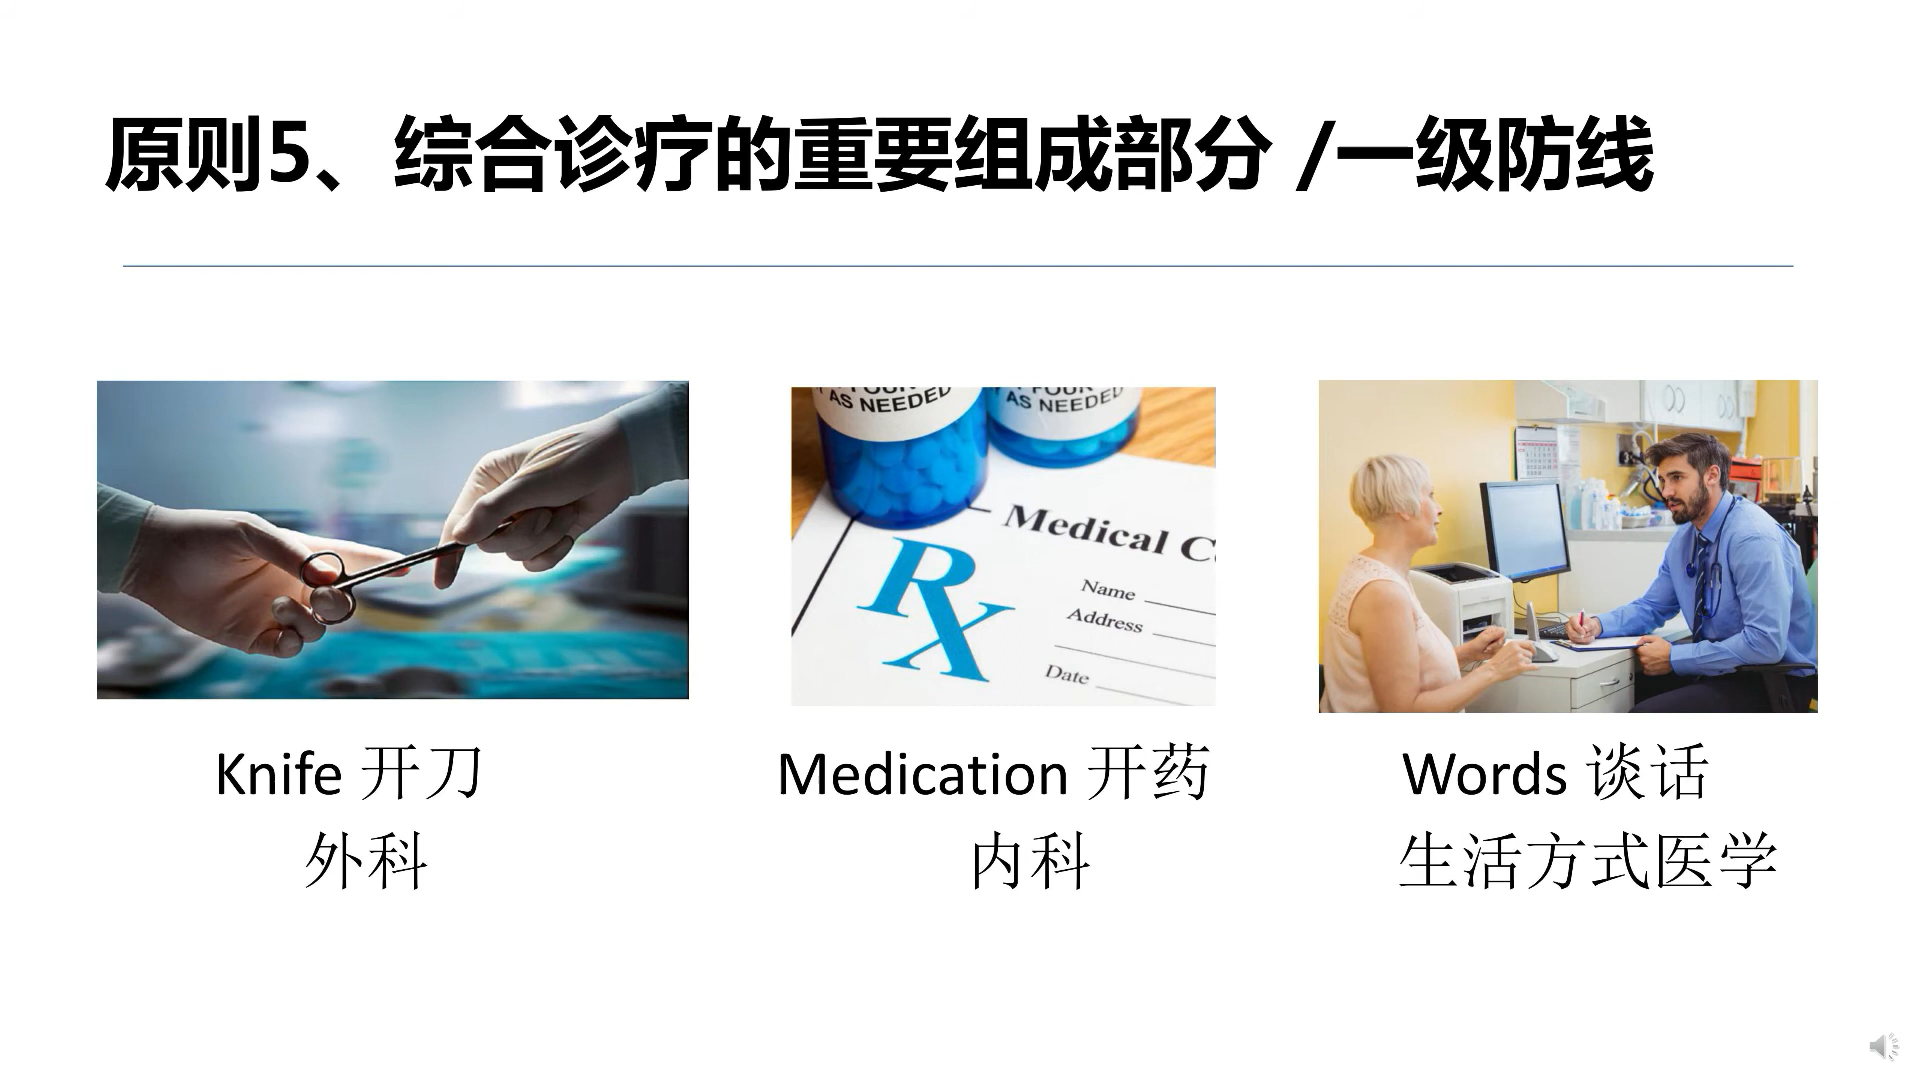 原则5、综合诊疗的重要组成部分 /一级防线
AS NEEDED
AS NEEDED
Medical
Rx
Name
Address
Date
Knife 开刀
外科
Medication 开药
内科
Words 谈话
生活方式医学